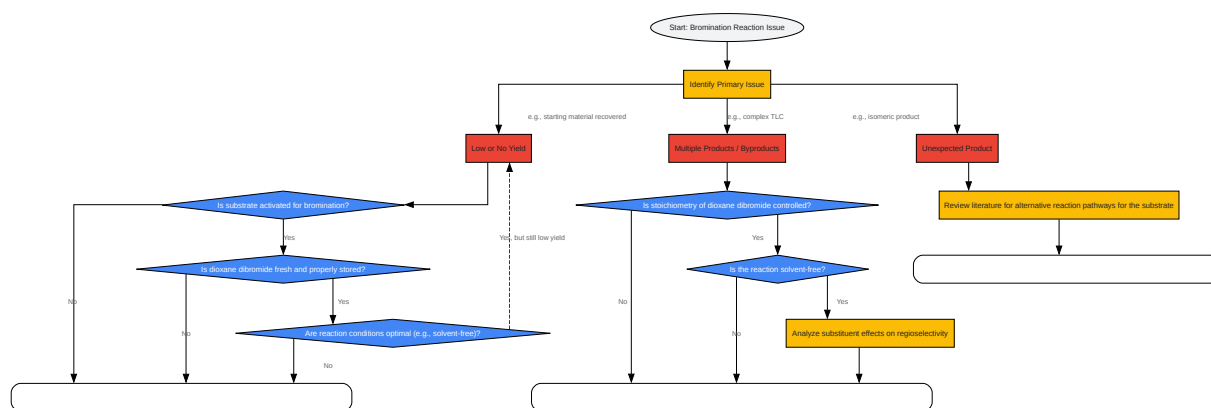 Start: Bromination Reaction Issue
Identify Primary Issue
e.g., starting material recovered
e.g., complex TLC
e.g., isomeric product
Low or No Yield
Multiple Products / Byproducts
Unexpected Product
Is substrate activated for bromination?
Is stoichiometry of dioxane dibromide controlled?
Review literature for alternative reaction pathways for the substrate
Yes
Yes, but still low yield
Yes
Is dioxane dibromide fresh and properly stored?
Is the reaction solvent-free?
No
Yes
No
Yes
No
Are reaction conditions optimal (e.g., solvent-free)?
No
Analyze substituent effects on regioselectivity
No